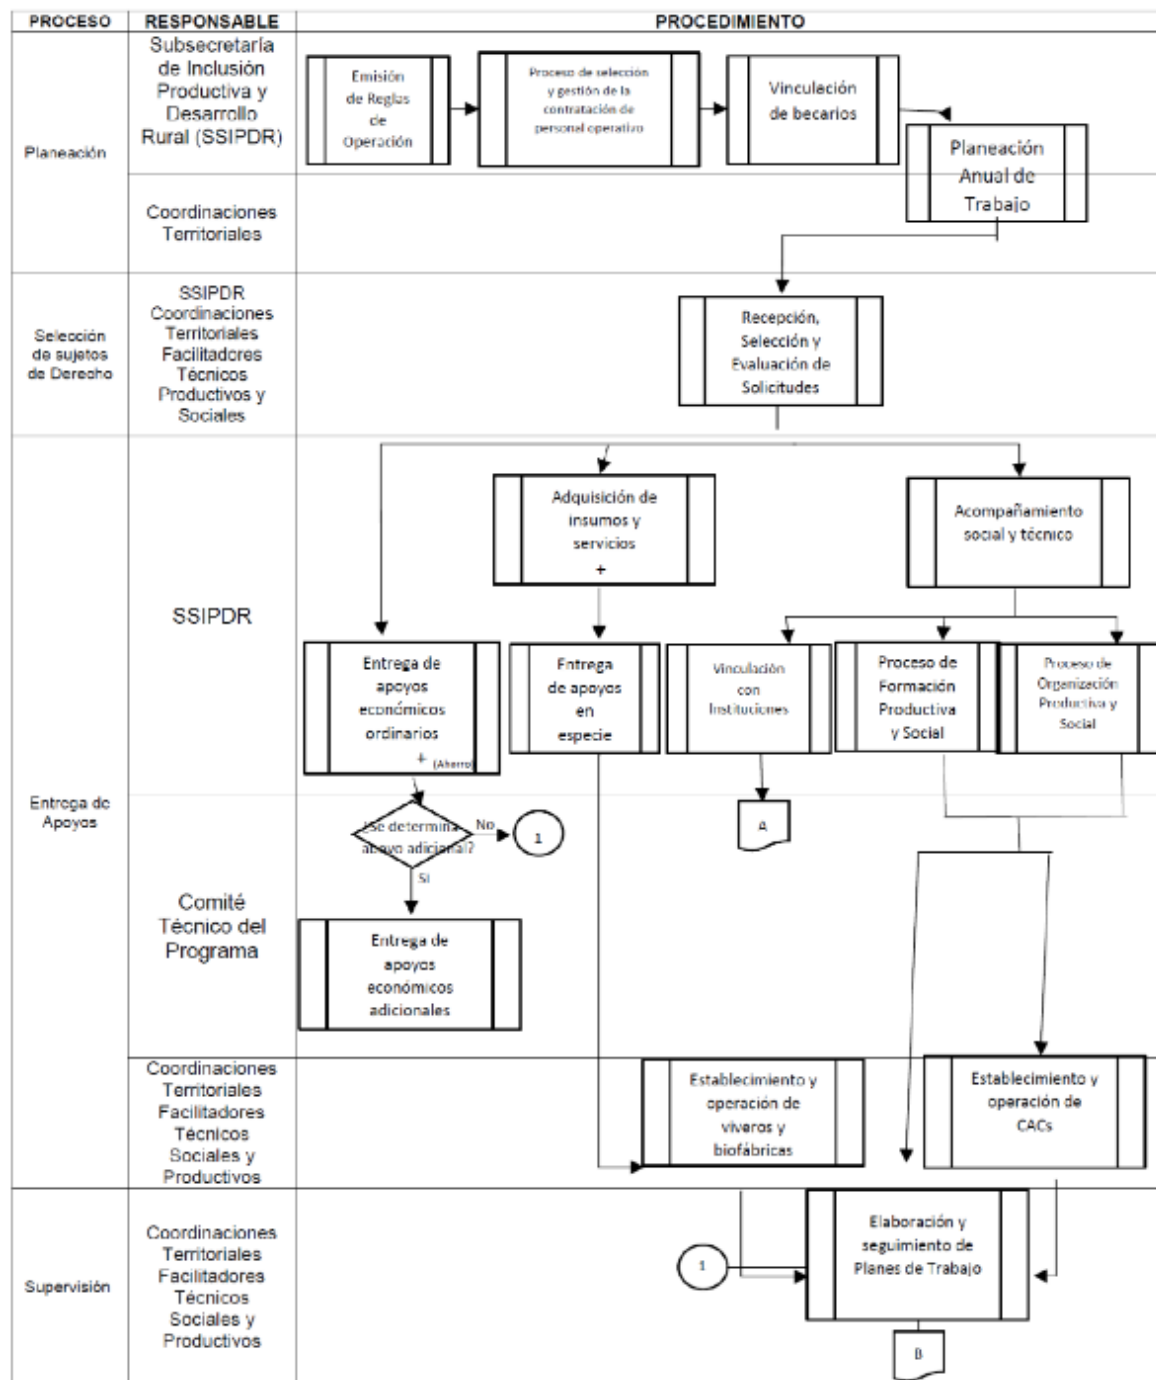 PROCESO
RESPONSABLE
PROCEDIMIENTO
Planeación
Subsecretaría
de Inclusión
Productiva y
Desarrollo
Rural (SSIPDR)
Emisión
de Reglas
de
Operación
Proceso de selección
y gestión de la
contratación de
personal operativo
Vinculación
de becarios
Planeación
Anual de
Trabajo
Coordinaciones
Territoriales
Selección
de sujetos
de Derecho
SSIPDR
Coordinaciones
Territoriales
Facilitadores
Técnicos
Productivos y
Sociales
Recepción,
Selección y
Evaluación de
Solicitudes
Entrega de
Apoyos
SSIPDR
Adquisición de
insumos y
servicios
+
Acompañamiento
social y técnico
Entrega de
apoyos
económicos
ordinarios
+ (Ahorro)
Entrega
de apoyos
en
especie
Vinculación
con
Instituciones
Proceso de
Formación
Productiva
y Social
Proceso de
Organización
Productiva y
Social
Comité
Técnico del
Programa
¿Se determina
apoyo adicional?
No
1
A
Si
Entrega de
apoyos
económicos
adicionales
Coordinaciones
Territoriales
Facilitadores
Técnicos
Sociales y
Productivos
Establecimiento y
operación de
viveros y
biofábricas
Establecimiento y
operación de
CACs
Supervisión
Coordinaciones
Territoriales
Facilitadores
Técnicos
Sociales y
Productivos
1
Elaboración y
seguimiento de
Planes de Trabajo
B